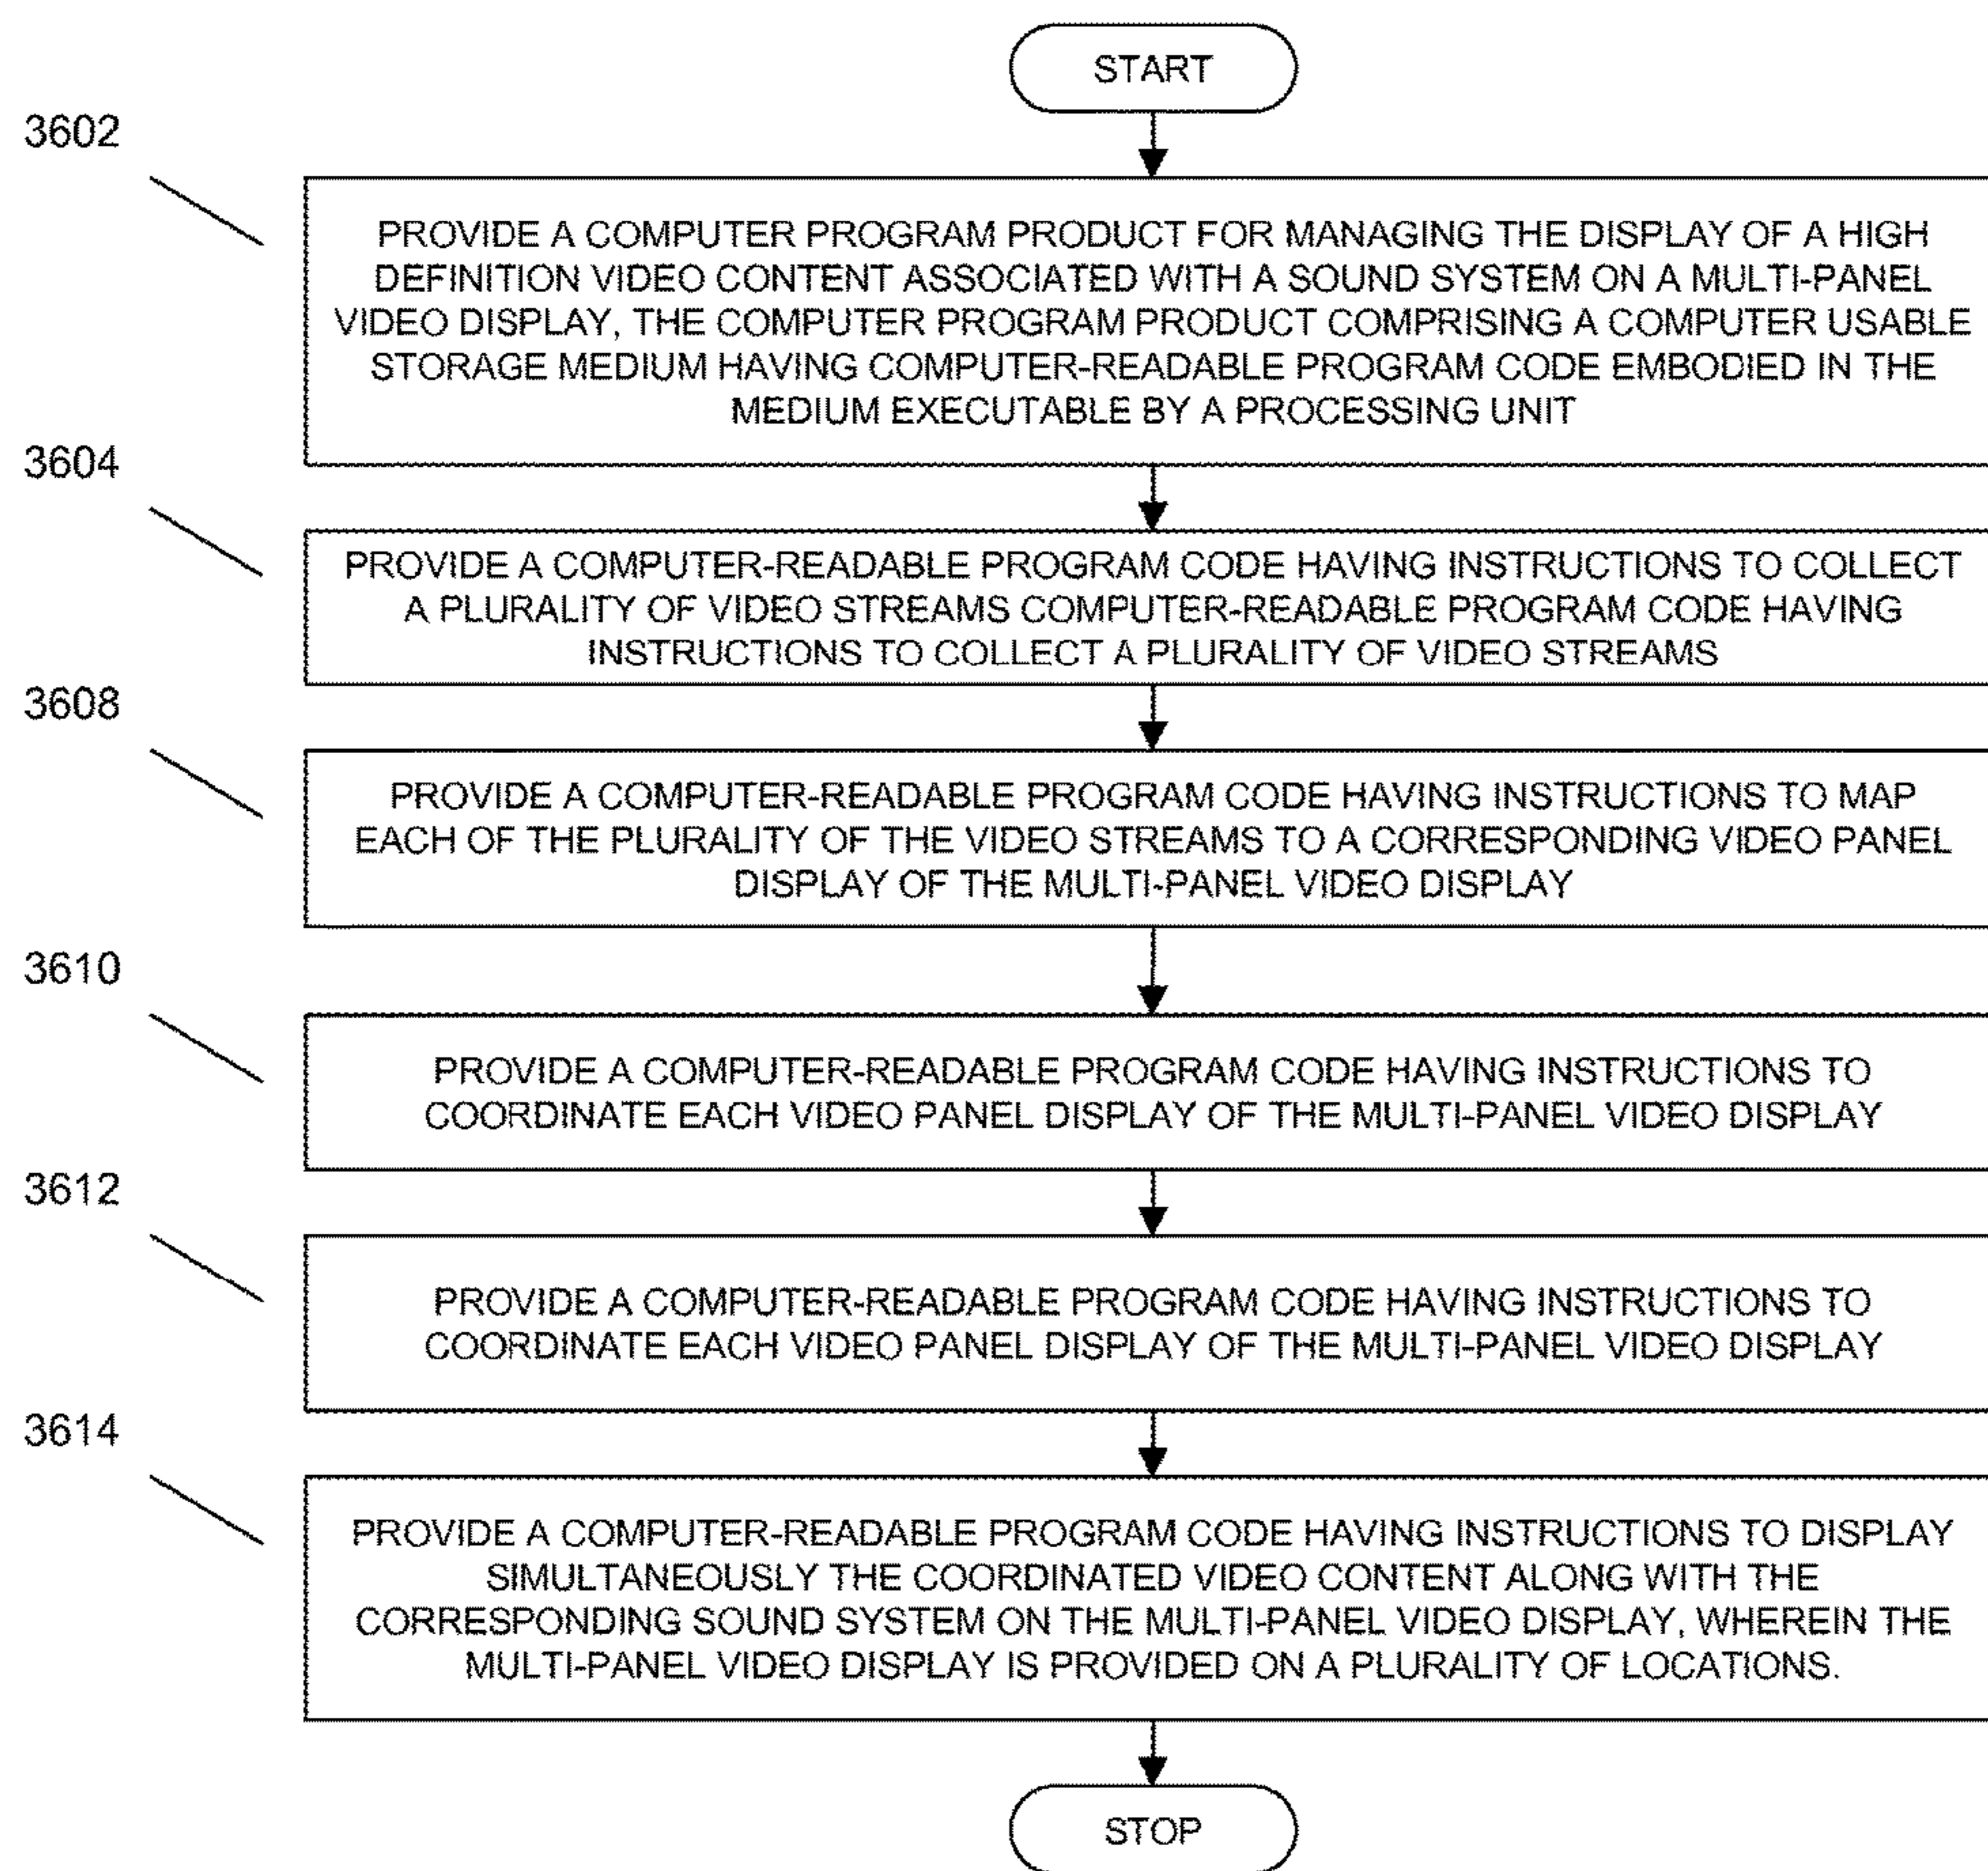 START
3602
PROVIDE A COMPUTER PROGRAM PRODUCT FOR MANAGING THE DISPLAY OF A HIGH
DEFINITION VIDEO CONTENT ASSOCIATED WITH A SOUND SYSTEM ON A MULTI-PANEL
VIDEO DISPLAY, THE COMPUTER PROGRAM PRODUCT COMPRISING A COMPUTER USABLE
STORAGE MEDIUM HAVING COMPUTER-READABLE PROGRAM CODE EMBODIED IN THE
MEDIUM EXECUTABLE BY A PROCESSING UNIT
3604
PROVIDE A COMPUTER-READABLE PROGRAM CODE HAVING INSTRUCTIONS TO COLLECT
A PLURALITY OF VIDEO STREAMS COMPUTER-READABLE PROGRAM CODE HAVING
INSTRUCTIONS TO COLLECT A PLURALITY OF VIDEO STREAMS
3608
PROVIDE A COMPUTER-READABLE PROGRAM CODE HAVING INSTRUCTIONS TO MAP
EACH OF THE PLURALITY OF THE VIDEO STREAMS TO A CORRESPONDING VIDEO PANEL
DISPLAY OF THE MULTI-PANEL VIDEO DISPLAY
3610
PROVIDE A COMPUTER-READABLE PROGRAM CODE HAVING INSTRUCTIONS TO
COORDINATE EACH VIDEO PANEL DISPLAY OF THE MULTI-PANEL VIDEO DISPLAY
3612
PROVIDE A COMPUTER-READABLE PROGRAM CODE HAVING INSTRUCTIONS TO
COORDINATE EACH VIDEO PANEL DISPLAY OF THE MULTI-PANEL VIDEO DISPLAY
3614
PROVIDE A COMPUTER-READABLE PROGRAM CODE HAVING INSTRUCTIONS TO DISPLAY
SIMULTANEOUSLY THE COORDINATED VIDEO CONTENT ALONG WITH THE
CORRESPONDING SOUND SYSTEM ON THE MULTI-PANEL VIDEO DISPLAY, WHEREIN THE
MULTI-PANEL VIDEO DISPLAY IS PROVIDED ON A PLURALITY OF LOCATIONS.
STOP